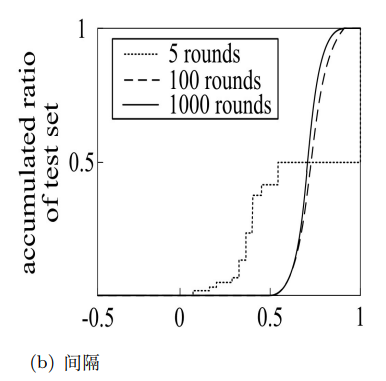 1
5 rounds
100 rounds
1000 rounds
accumulated ratio
of test set
0.5
-0.5
0
0.5
1
(b) 间隔